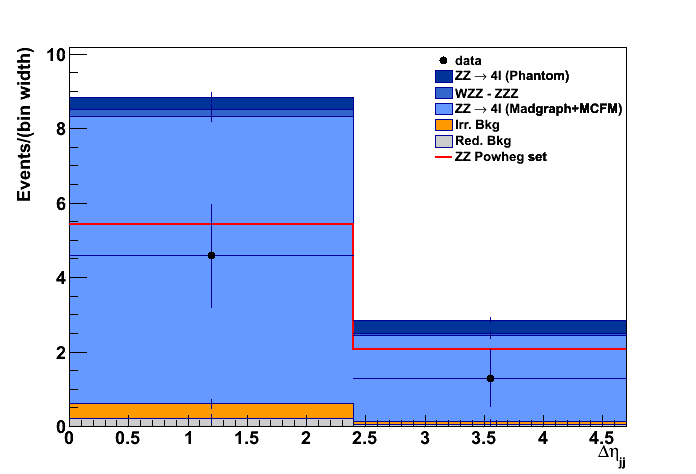 Events/(bin width)
10
8
6
4
2
0
data
ZZ → 4l (Phantom)
WZZ - ZZZ
ZZ → 4l (Madgraph+MCFM)
Irr. Bkg
Red. Bkg
ZZ Powheg set
0 0.5 1 1.5 2 2.5 3 3.5 4 4.5
Δηjj